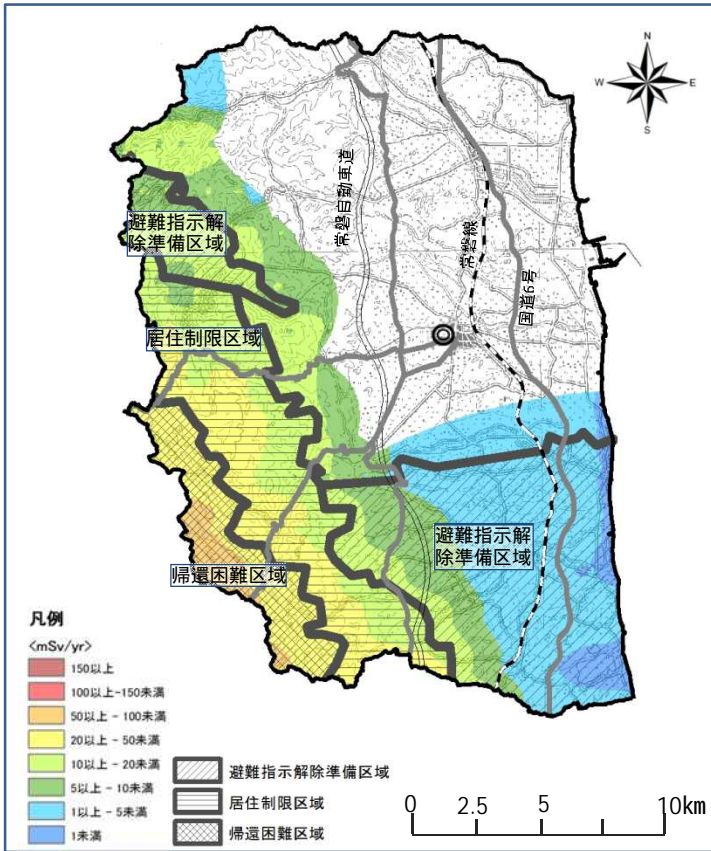 N
W
E
S
常磐自動車道
常磐線
国道6号
避難指示解
除準備区域
居住制限区域
避難指示解
除準備区域
帰還困難区域
凡例
<mSv/yr>
150以上
100以上-150未満
50以上 - 100未満
20以上 - 50未満
10以上 - 20未満
5以上 - 10未満
1以上 - 5未満
1未満
避難指示解除準備区域
居住制限区域
帰還困難区域
0 2.5 5 10km